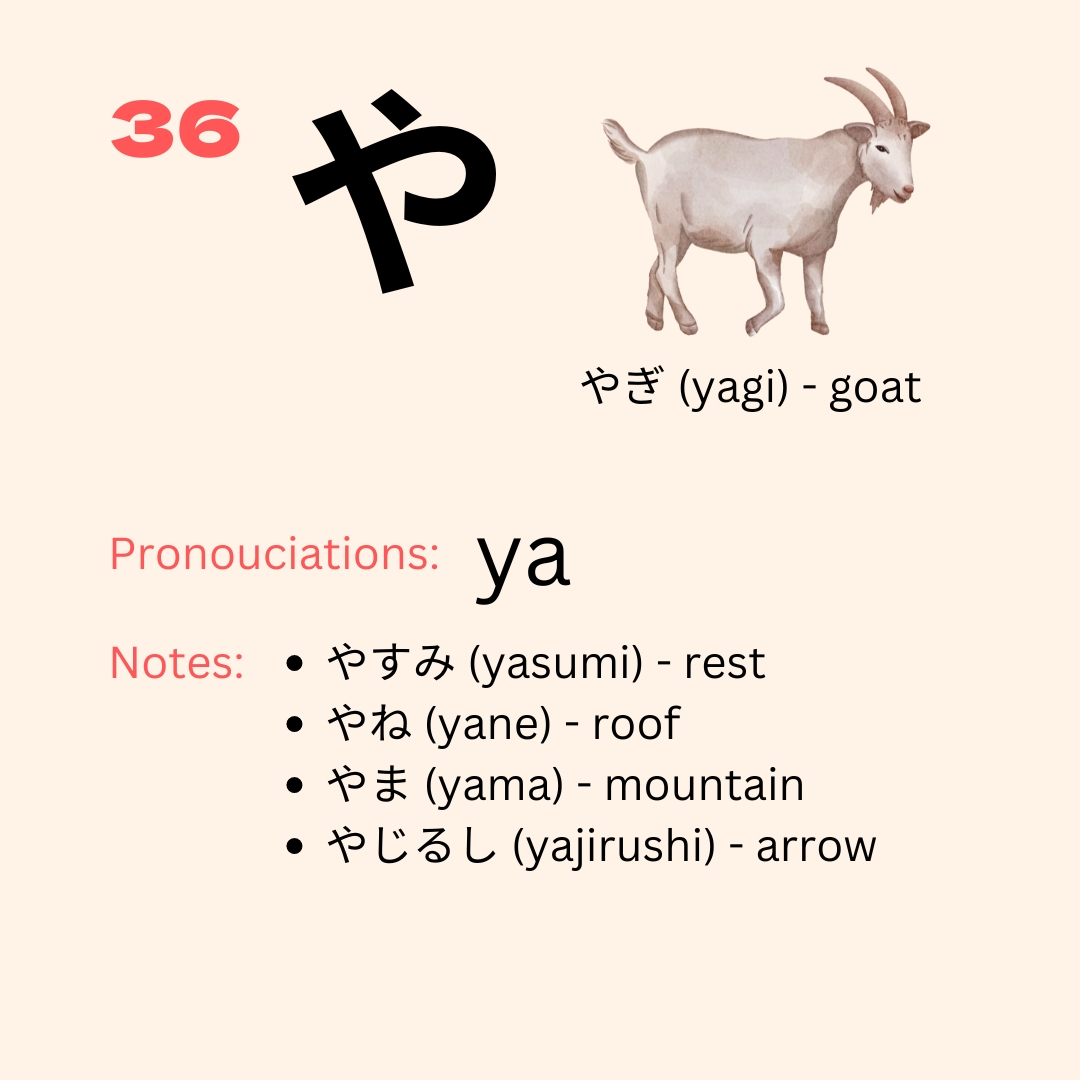 36 や
やぎ (yagi) - goat
Pronouciations: ya
Notes:
• やすみ (yasumi) - rest
• やね (yane) - roof
• やま (yama) - mountain
• やじるし (yajirushi) - arrow